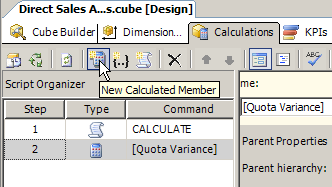 Direct Sales A...s.cube [Design]
Cube Builder Dimension... Calculations KPIs
Script Organizer me:
New Calculated Member
Step Type Command [Quota Variance]
1 CALCULATE
2 [Quota Variance] Parent Properties
Parent hierarchy: